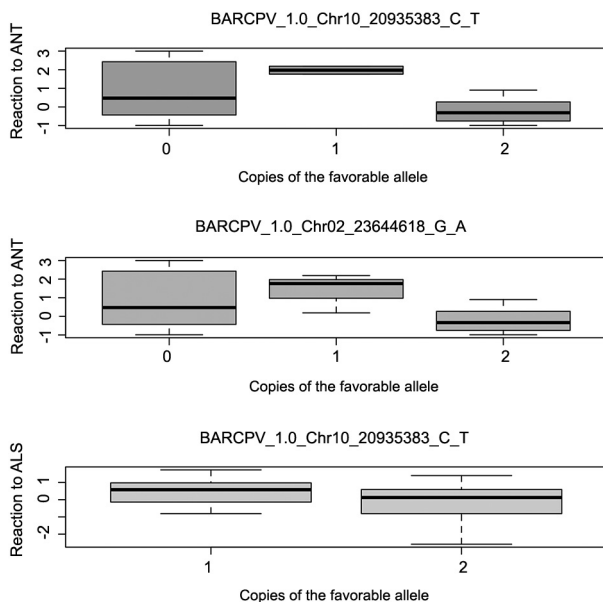 BARCPV_1.0_Chr10_20935383_C_T
Reaction to ANT
3
2
1
0
-1
0 1 2
Copies of the favorable allele
BARCPV_1.0_Chr02_23644618_G_A
Reaction to ANT
3
2
1
0
-1
0 1 2
Copies of the favorable allele
BARCPV_1.0_Chr10_20935383_C_T
Reaction to ALS
1
0
-2
1 2
Copies of the favorable allele